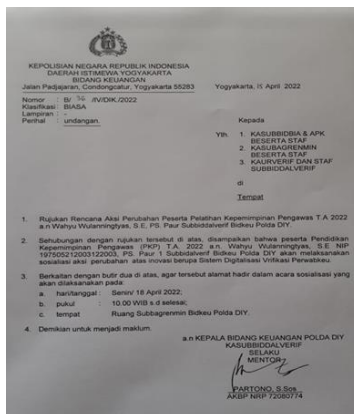 KEPOLISIAN NEGARA REPUBLIK INDONESIA
DAERAH ISTIMEWA YOGYAKARTA
BIDANG KEUANGAN
Jalan Padjajaran, Condongcatur, Yogyakarta 55283
Yogyakarta, 15 April 2022
Nomor : B/ 36 /IV/DIK./2022
Klasifikasi : BIASA
Lampiran : -
Perihal : undangan.
Kepada
Yth. 1. KASUBBIDBIA & APK
BESERTA STAF
2. KASUBAGRENMIN
BESERTA STAF
3. KAURVERIF DAN STAF
SUBBIDDALVERIF
di
Tempat
1. Rujukan Rencana Aksi Perubahan Peserta Pelatihan Kepemimpinan Pengawas T.A 2022
a.n Wahyu Wulanningtyas, S.E, PS. Paur Subbiddalverif Bidkeu Polda DIY.
2. Sehubungan dengan rujukan tersebut di atas, disampaikan bahwa peserta Pendidikan
Kepemimpinan Pengawas (PKP) T.A. 2022 a.n. Wahyu Wulanningtyas, S.E NIP
197505212003122003, PS. Paur 1 Subbiddalverif Bidkeu Polda DIY akan melaksanakan
sosialisasi aksi perubahan atas inovasi berupa Sistem Digitalisasi Virifikasi Perwabkeu.
3. Berkaitan dengan butir dua di atas, agar tersebut alamat hadir dalam acara sosialisasi yang
akan dilaksanakan pada:
a. hari/tanggal : Senin/ 18 April 2022;
b. pukul : 10.00 WIB s.d selesai;
c. tempat Ruang Subbagrenmin Bidkeu Polda DIY.
4. Demikian untuk menjadi maklum.
a.n KEPALA BIDANG KEUANGAN POLDA DIY
KASUBBIDDALVERIF
SELAKU
MENTOR
PARTONO, S.Sos
AKBP NRP 72080774